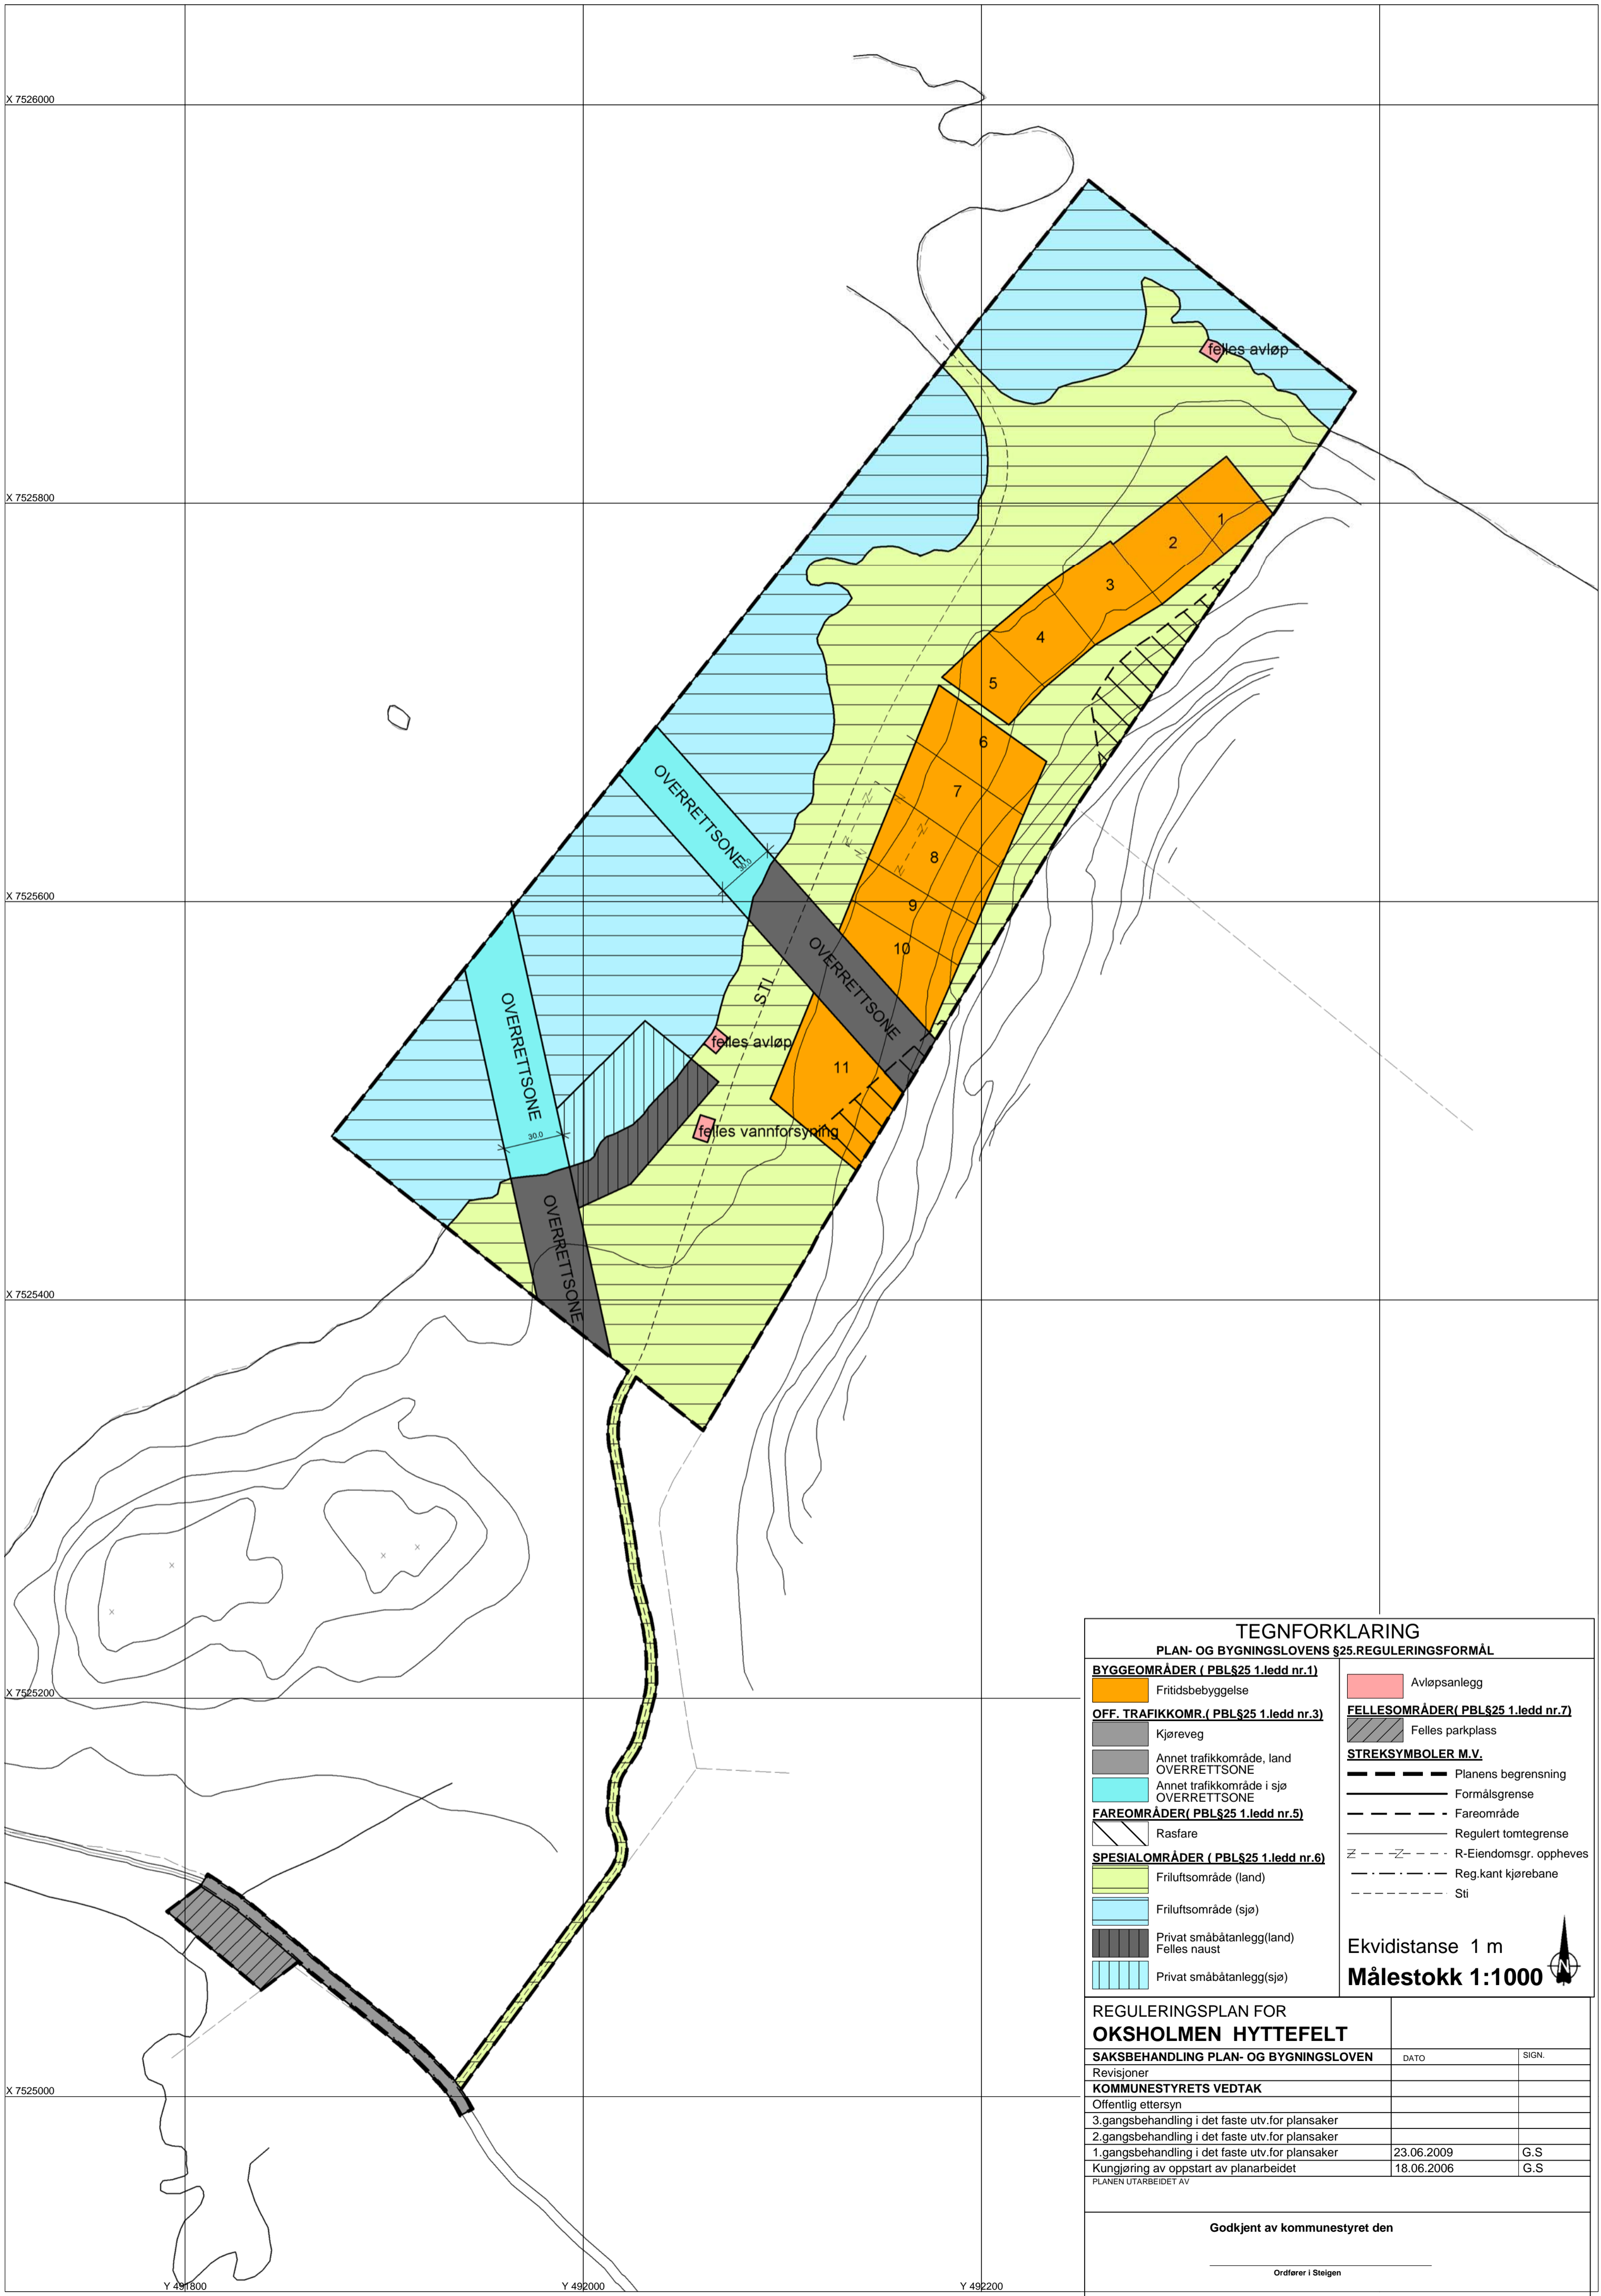 X 7526000
felles avløp
X 7525800
1
2
3
4
5
6
7
8
9
10
OVERRETTSONE
30.0
X 7525600
OVERRETTSONE
STI
OVERRETTSONE
felles avløp
11
felles vannforsyning
30.0
OVERRETTSONE
X 7525400
X 7525200
X 7525000
Y 491800
Y 492000
Y 492200
TEGNFORKLARING
PLAN- OG BYGNINGSLOVENS §25.REGULERINGSFORMÅL
BYGGEOMRÅDER ( PBL§25 1.ledd nr.1)
Fritidsbebyggelse
OFF. TRAFIKKOMR.( PBL§25 1.ledd nr.3)
Kjøreveg
Annet trafikkområde, land
OVERRETTSONE
Annet trafikkområde i sjø
OVERRETTSONE
FAREOMRÅDER( PBL§25 1.ledd nr.5)
Rasfare
SPESIALOMRÅDER ( PBL§25 1.ledd nr.6)
Friluftsområde (land)
Friluftsområde (sjø)
Privat småbåtanlegg(land)
Felles naust
Privat småbåtanlegg(sjø)
Avløpsanlegg
FELLESOMRÅDER( PBL§25 1.ledd nr.7)
Felles parkplass
STREKSYMBOLER M.V.
Planens begrensning
Formålsgrense
Fareområde
Regulert tomtegrense
R-Eiendomsgr. oppheves
Reg.kant kjørebane
Sti
Ekvidistanse 1 m
Målestokk 1:1000
N
REGULERINGSPLAN FOR
OKSHOLMEN HYTTEFELT
SAKSBEHANDLING PLAN- OG BYGNINGSLOVEN DATO SIGN.
Revisjoner
KOMMUNESTYRETS VEDTAK
Offentlig ettersyn
3.gangsbehandling i det faste utv.for plansaker
2.gangsbehandling i det faste utv.for plansaker
1.gangsbehandling i det faste utv.for plansaker 23.06.2009 G.S
Kungjøring av oppstart av planarbeidet 18.06.2006 G.S
PLANEN UTARBEIDET AV
Godkjent av kommunestyret den
Ordfører i Steigen